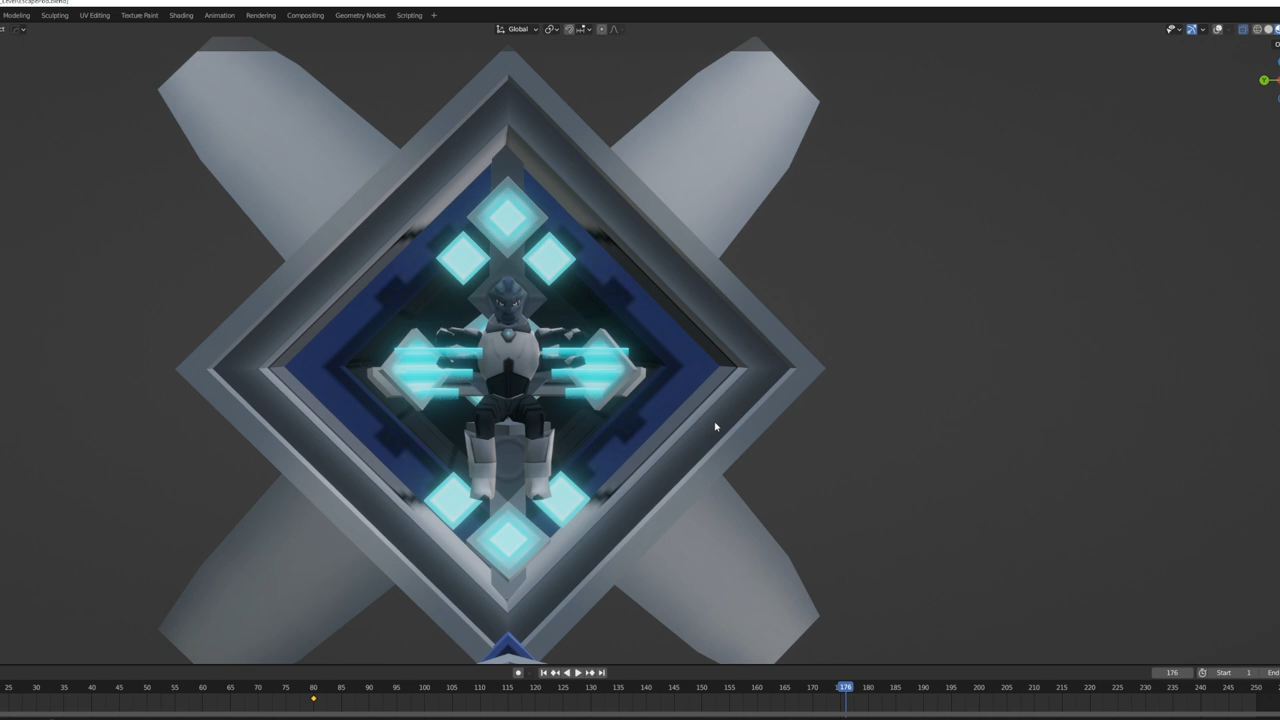 Modeling Sculpting UV Editing Texture Paint Shading Animation Rendering Compositing Geometry Nodes Scripting +
Global
Y
176 Start 1 End
25 30 35 40 45 50 55 60 65 70 75 80 85 90 95 100 105 110 115 120 125 130 135 140 145 150 155 160 165 170 176 180 185 190 195 200 205 210 215 220 225 230 235 240 245 250